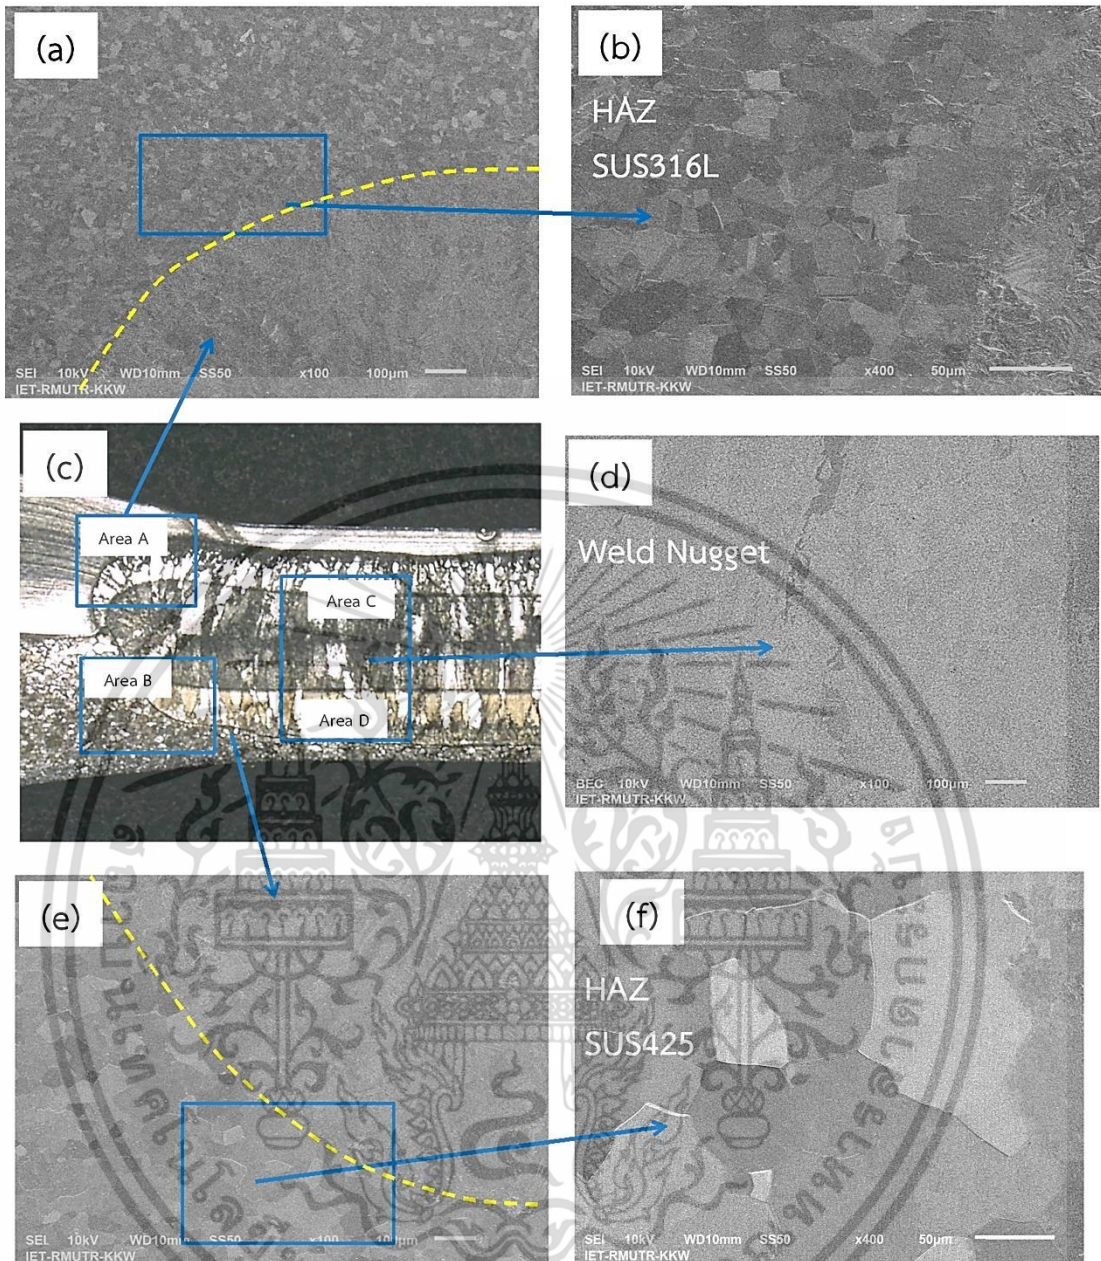 (a)
SEI 10kV WD10mm SS50 x100 100μm
IET-RMUTR-KKW
(b)
HAZ
SUS316L
SEI 10kV WD10mm SS50 x400 50μm
IET-RMUTR-KKW
(c)
Area A
Area C
Area B
Area D
(d)
Weld Nugget
BEC 10kV WD10mm SS50 x100 100μm
IET-RMUTR-KKW
(e)
SEI 10kV WD10mm SS50 x100 100μm
IET-RMUTR-KKW
(f)
HAZ
SUS425
SEI 10kV WD10mm SS50 x400 50μm
IET-RMUTR-KKW